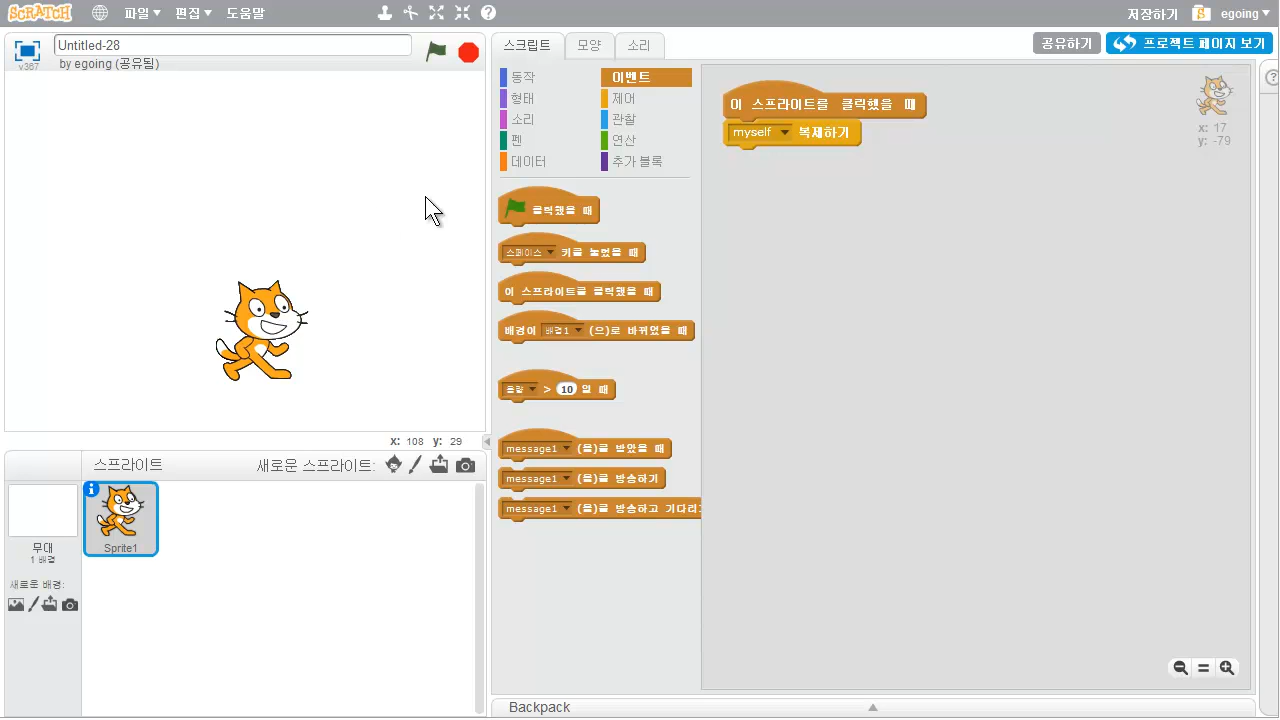 SCRATCH 파일 편집 도움말 저장하기 egoing
Untitled-28
by egoing (공유됨)
v387
스크립트 모양 소리
공유하기 프로젝트 페이지 보기
동작 이벤트
형태 제어
소리 관찰
펜 연산
데이터 추가 블록
클릭했을 때
스페이스 키를 눌렀을 때
이 스프라이트를 클릭했을 때
배경이 배경1 (으)로 바뀌었을 때
음량 > 10 일 때
message1 (을)를 받았을 때
message1 (을)를 방송하기
message1 (을)를 방송하고 기다리
이 스프라이트를 클릭했을 때
myself 복제하기
x: 17
y: -79
x: 108 y: 29
스프라이트 새로운 스프라이트:
Sprite1
무대
1 배경
새로운 배경:
Backpack